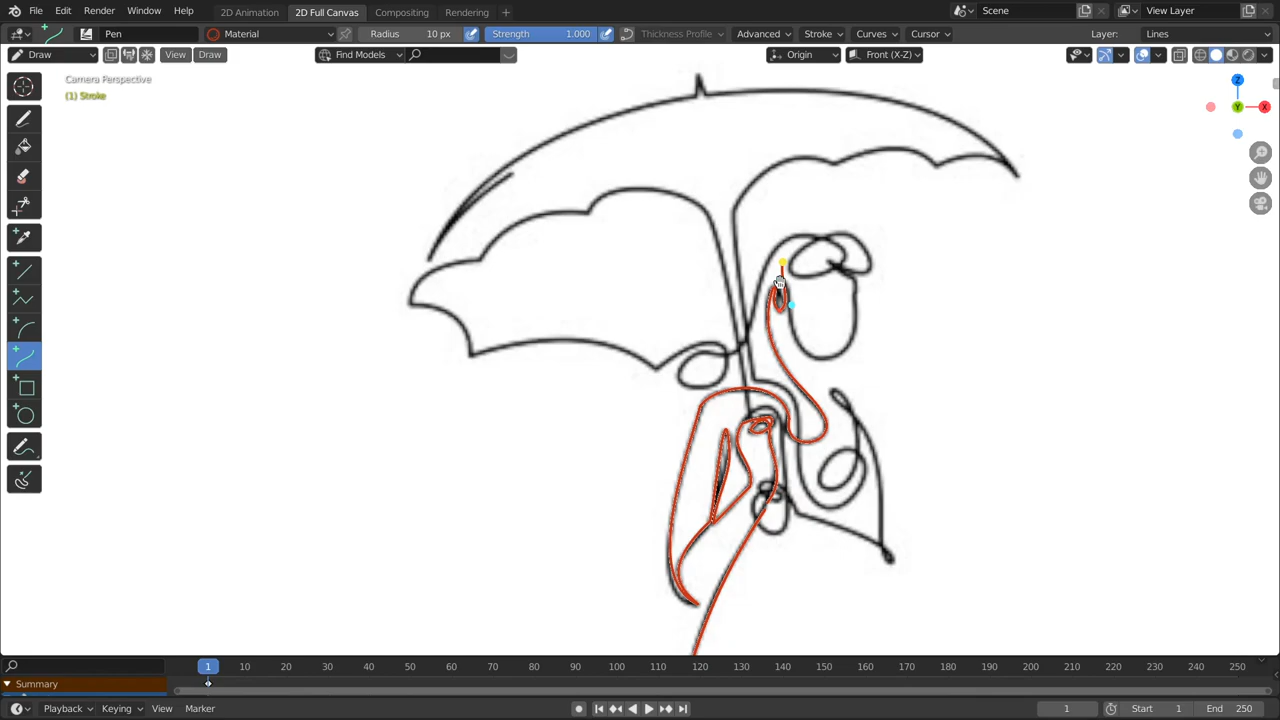 File Edit Render Window Help 2D Animation 2D Full Canvas Compositing Rendering + Scene View Layer
Pen Material Radius 10 px Strength 1.000 Thickness Profile Advanced Stroke Curves Cursor Layer: Lines
Draw View Draw Find Models Origin Front (X-Z)
Camera Perspective
(1) Stroke
Z
Y
X
1 10 20 30 40 50 60 70 80 90 100 110 120 130 140 150 160 170 180 190 200 210 220 230 240 250
Summary
Playback Keying View Marker 1 Start 1 End 250